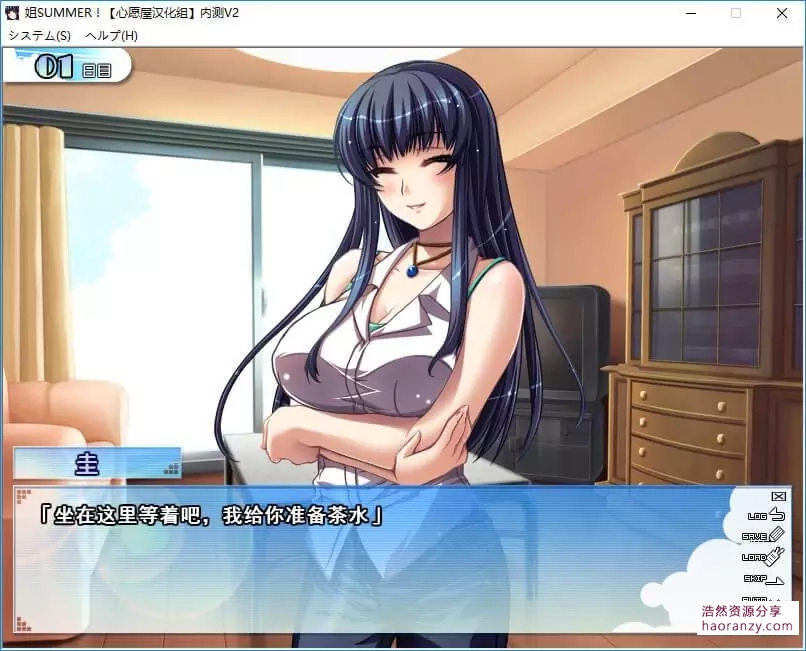 姐SUMMER！【心愿屋汉化组】内测V2
システム(S) ヘルプ(H)
01日目
圭
「坐在这里等着吧，我给你准备茶水」
LOG
SAVE
LOAD
SKIP
AUTO
浩然资源分享
haoranzy.com